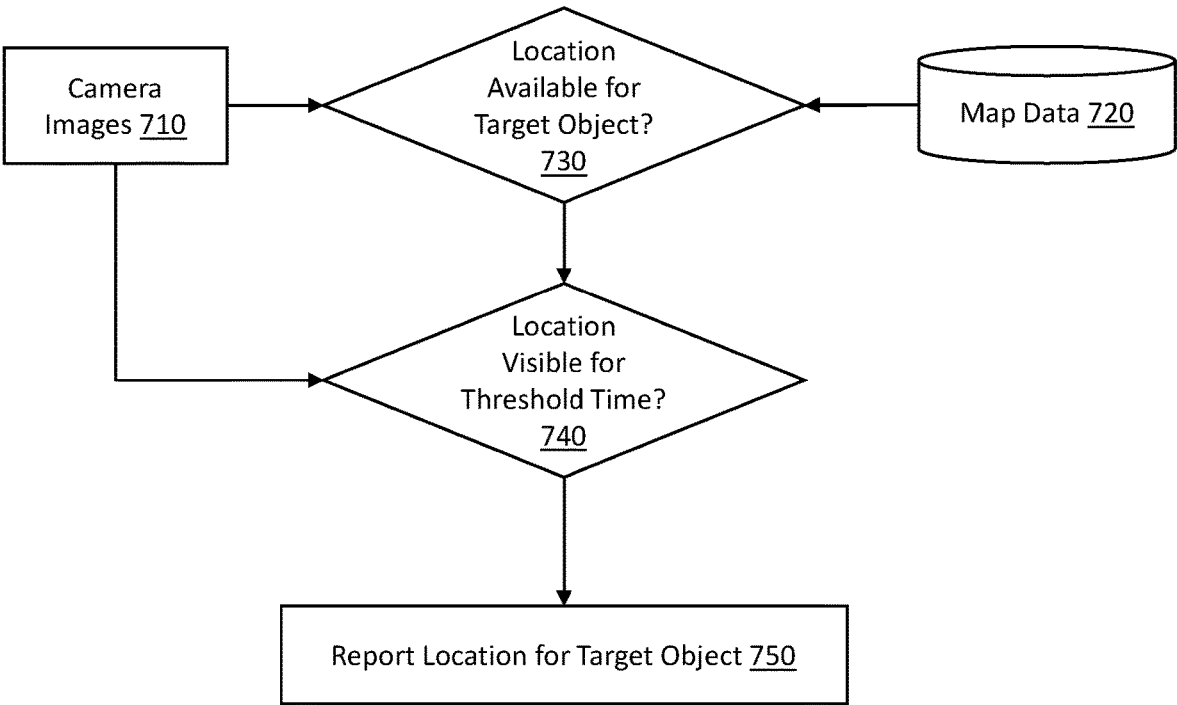 Camera
Images 710
Location
Available for
Target Object?
730
Map Data 720
Location
Visible for
Threshold Time?
740
Report Location for Target Object 750